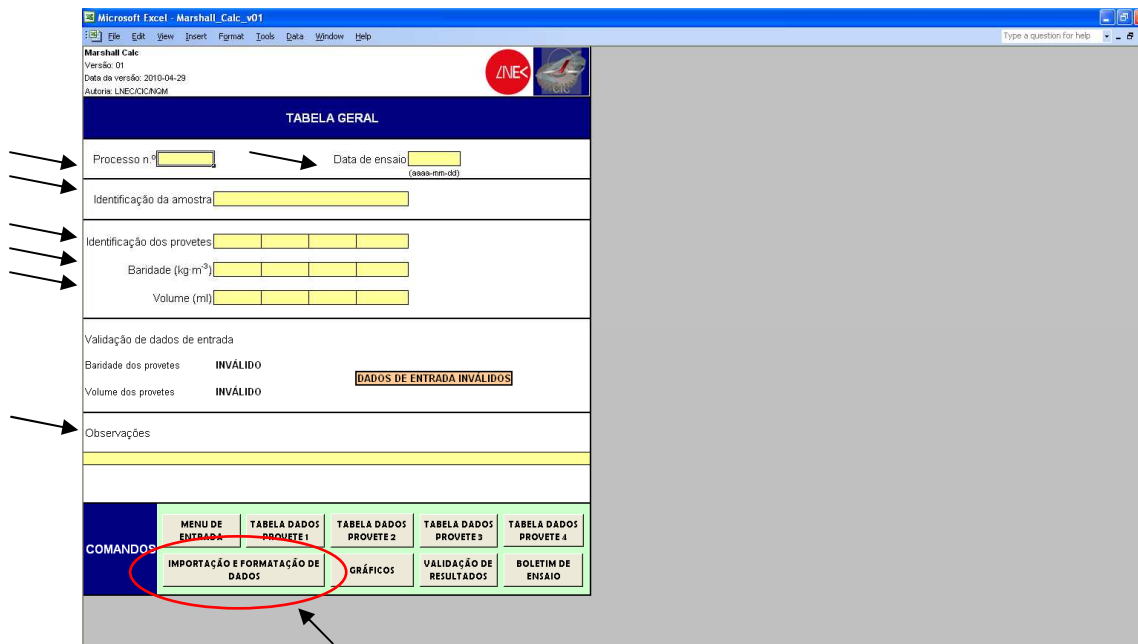 Microsoft Excel - Marshall_Calc_v01
File Edit View Insert Format Tools Data Window Help
Type a question for help
Marshall Calc
Versão: 01
Data da versão: 2010-04-29
Autoria: LNEC/CIC/NQM
LNEC
CIC
TABELA GERAL
Processo n.º
Data de ensaio
(aaaa-mm-dd)
Identificação da amostra
Identificação dos provetes
Baridade (kg·m⁻³)
Volume (ml)
Validação de dados de entrada
Baridade dos provetes INVÁLIDO
DADOS DE ENTRADA INVÁLIDOS
Volume dos provetes INVÁLIDO
Observações
COMANDOS
MENU DE ENTRADA
TABELA DADOS PROVETE 1
TABELA DADOS PROVETE 2
TABELA DADOS PROVETE 3
TABELA DADOS PROVETE 4
IMPORTAÇÃO E FORMATAÇÃO DE DADOS
GRÁFICOS
VALIDAÇÃO DE RESULTADOS
BOLETIM DE ENSAIO